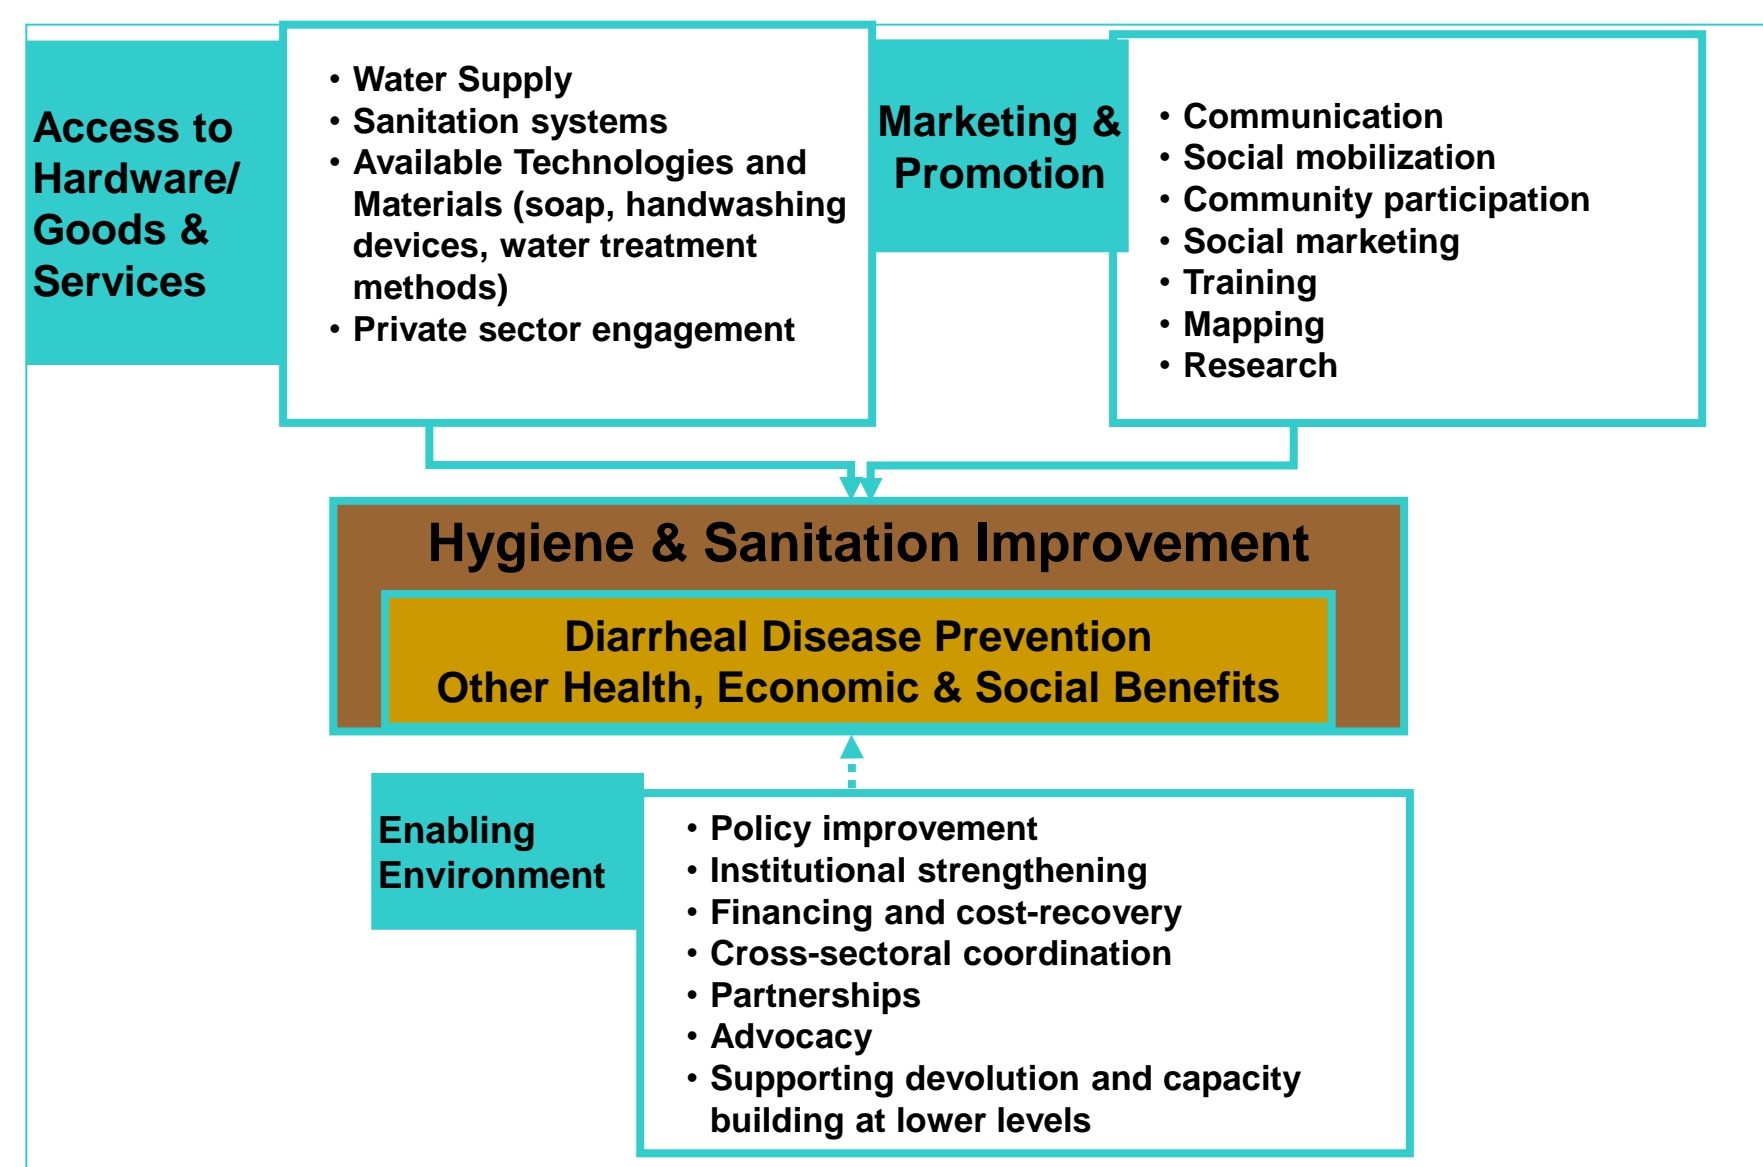 Access to
Hardware/
Goods &
Services
• Water Supply
• Sanitation systems
• Available Technologies and
Materials (soap, handwashing
devices, water treatment
methods)
• Private sector engagement
Marketing &
Promotion
• Communication
• Social mobilization
• Community participation
• Social marketing
• Training
• Mapping
• Research
Hygiene & Sanitation Improvement
Diarrheal Disease Prevention
Other Health, Economic & Social Benefits
Enabling
Environment
• Policy improvement
• Institutional strengthening
• Financing and cost-recovery
• Cross-sectoral coordination
• Partnerships
• Advocacy
• Supporting devolution and capacity
building at lower levels